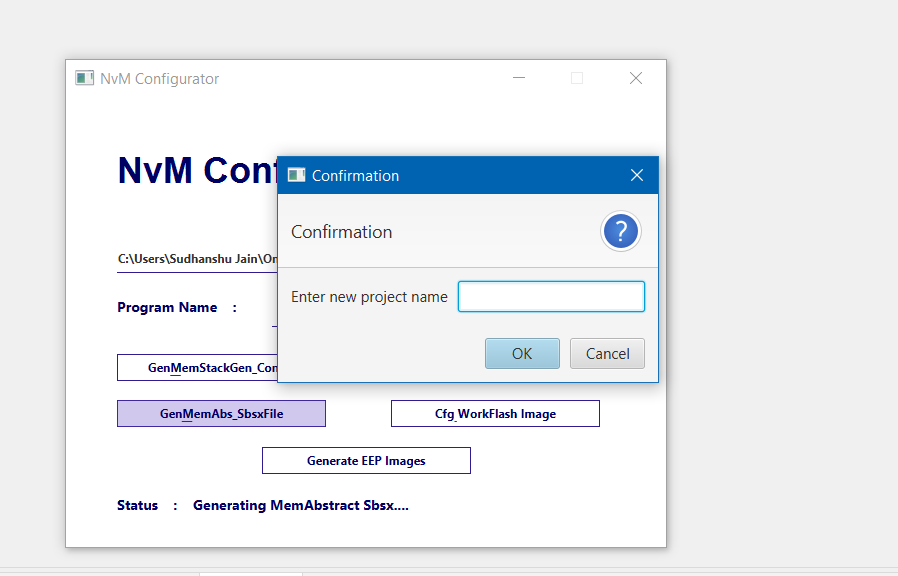 NvM Configurator
NvM Conf
Confirmation
Confirmation
?
C:\Users\Sudhanshu Jain\On
Enter new project name
Program Name :
OK Cancel
GenMemStackGen_Con
GenMemAbs_SbsxFile Cfg_WorkFlash Image
Generate EEP Images
Status : Generating MemAbstract Sbsx....